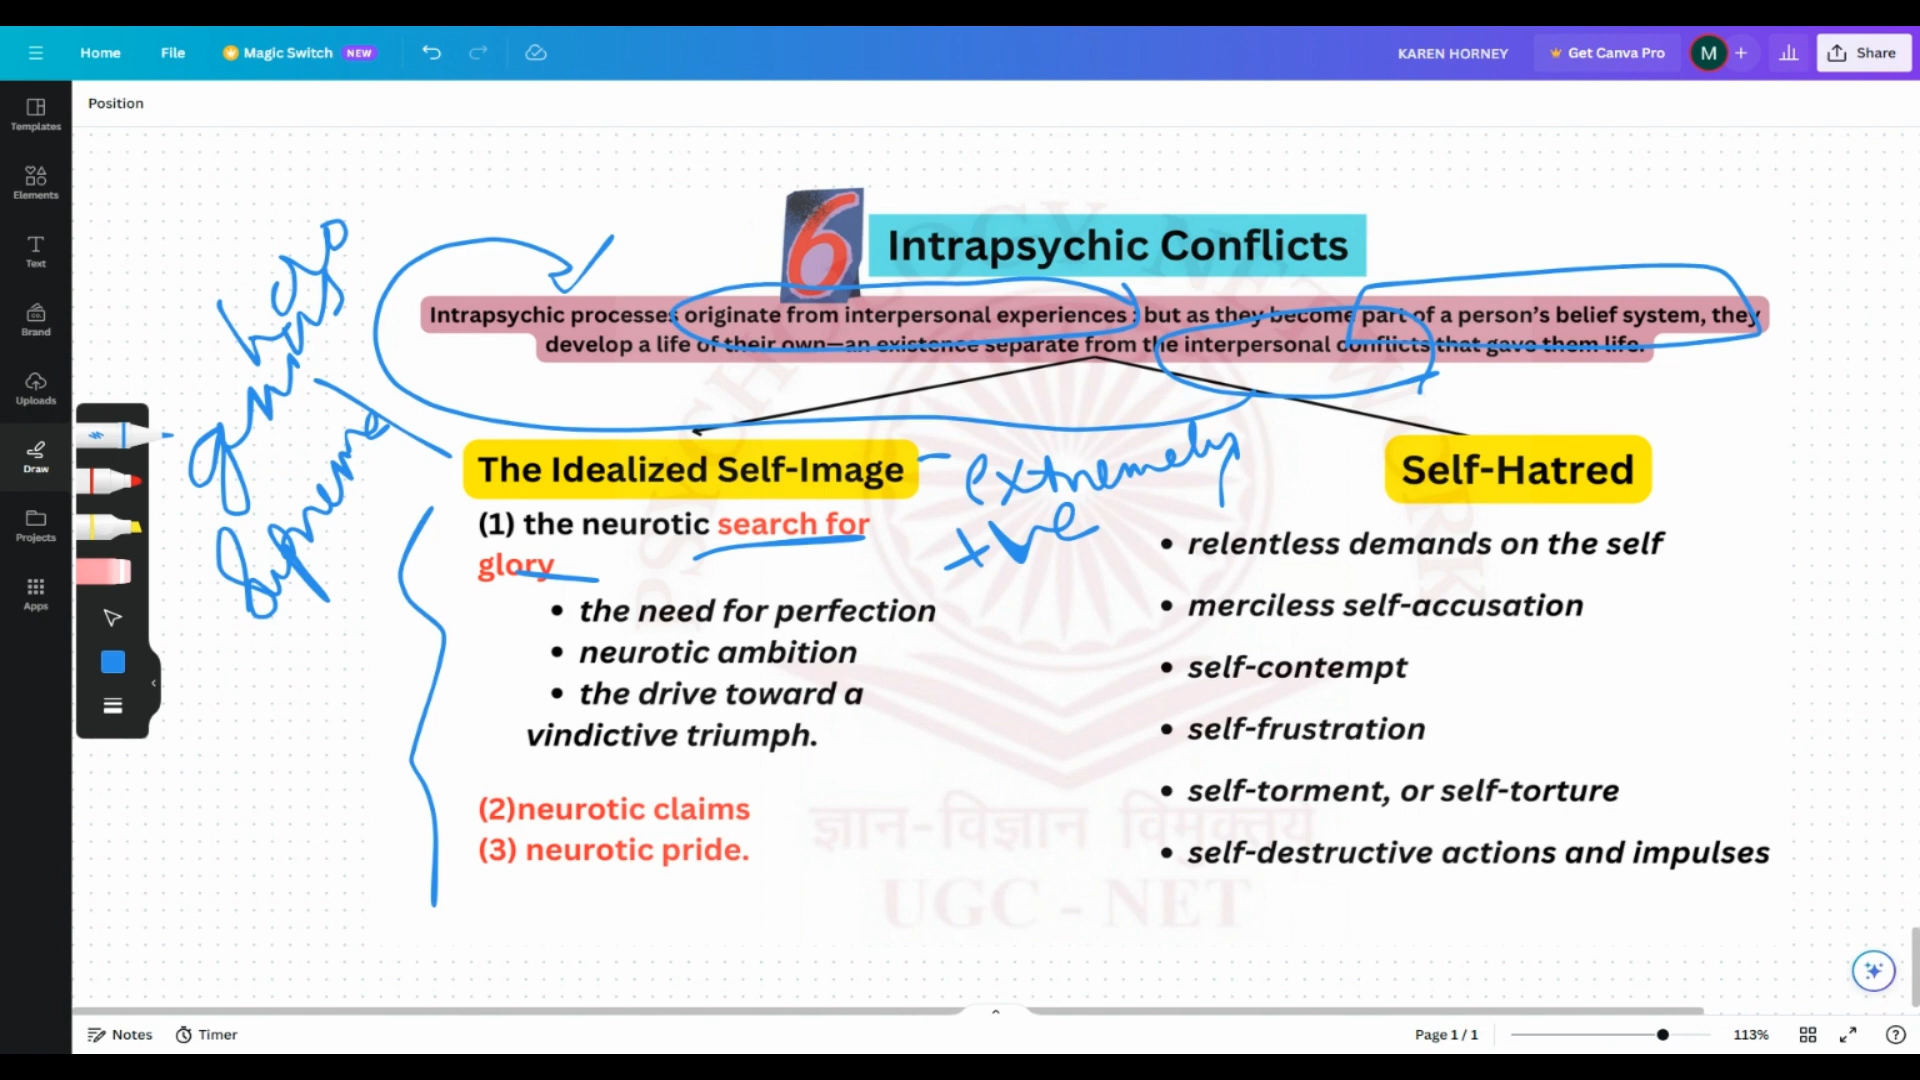 Home File Magic Switch NEW KAREN HORNEY Get Canva Pro M + Share
Position
Templates
Elements
Text
Brand
Uploads
Draw
Projects
Apps
6 Intrapsychic Conflicts
Intrapsychic processes originate from interpersonal experiences ; but as they become part of a person's belief system, they
develop a life of their own—an existence separate from the interpersonal conflicts that gave them life.
hero
genius
Supreme
The Idealized Self-Image
extremely
+ve
(1) the neurotic search for
glory
• the need for perfection
• neurotic ambition
• the drive toward a
vindictive triumph.
(2)neurotic claims
(3) neurotic pride.
Self-Hatred
• relentless demands on the self
• merciless self-accusation
• self-contempt
• self-frustration
• self-torment, or self-torture
• self-destructive actions and impulses
PSYCHOLOGY NETWORK
ज्ञान-विज्ञान विमुक्तये
UGC - NET
Notes Timer Page 1 / 1 113%